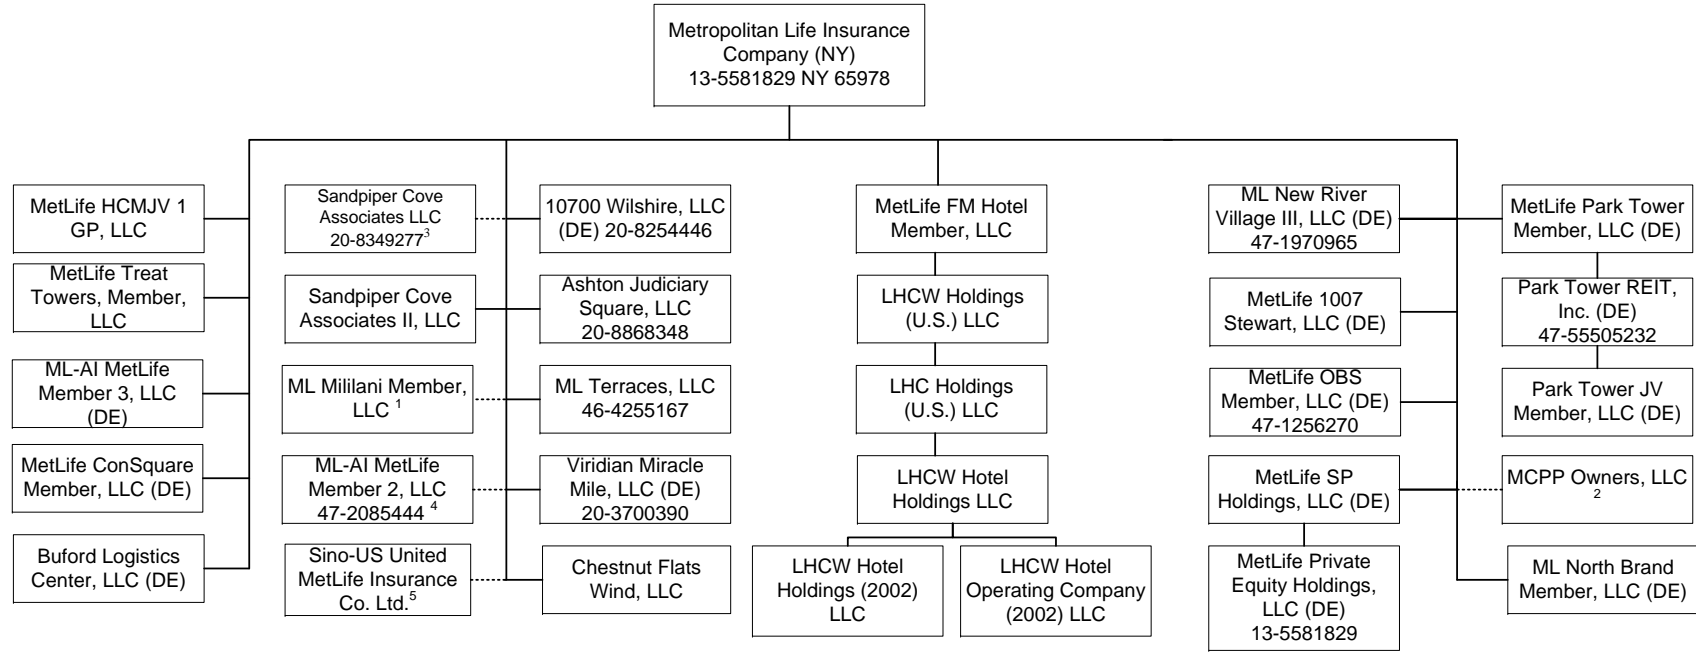 Metropolitan Life Insurance
Company (NY)
13-5581829 NY 65978
MetLife HCMJV 1
GP, LLC
MetLife Treat
Towers, Member,
LLC
ML-AI MetLife
Member 3, LLC
(DE)
MetLife ConSquare
Member, LLC (DE)
Buford Logistics
Center, LLC (DE)
Sandpiper Cove
Associates LLC
20-8349277³
Sandpiper Cove
Associates II, LLC
ML Mililani Member,
LLC ¹
ML-AI MetLife
Member 2, LLC
47-2085444 ⁴
Sino-US United
MetLife Insurance
Co. Ltd.⁵
10700 Wilshire, LLC
(DE) 20-8254446
Ashton Judiciary
Square, LLC
20-8868348
ML Terraces, LLC
46-4255167
Viridian Miracle
Mile, LLC (DE)
20-3700390
Chestnut Flats
Wind, LLC
MetLife FM Hotel
Member, LLC
LHCW Holdings
(U.S.) LLC
LHC Holdings
(U.S.) LLC
LHCW Hotel
Holdings LLC
LHCW Hotel
Holdings (2002)
LLC
LHCW Hotel
Operating Company
(2002) LLC
ML New River
Village III, LLC (DE)
47-1970965
MetLife 1007
Stewart, LLC (DE)
MetLife OBS
Member, LLC (DE)
47-1256270
MetLife SP
Holdings, LLC (DE)
MetLife Private
Equity Holdings,
LLC (DE)
13-5581829
MetLife Park Tower
Member, LLC (DE)
Park Tower REIT,
Inc. (DE)
47-55505232
Park Tower JV
Member, LLC (DE)
MCPP Owners, LLC
²
ML North Brand
Member, LLC (DE)